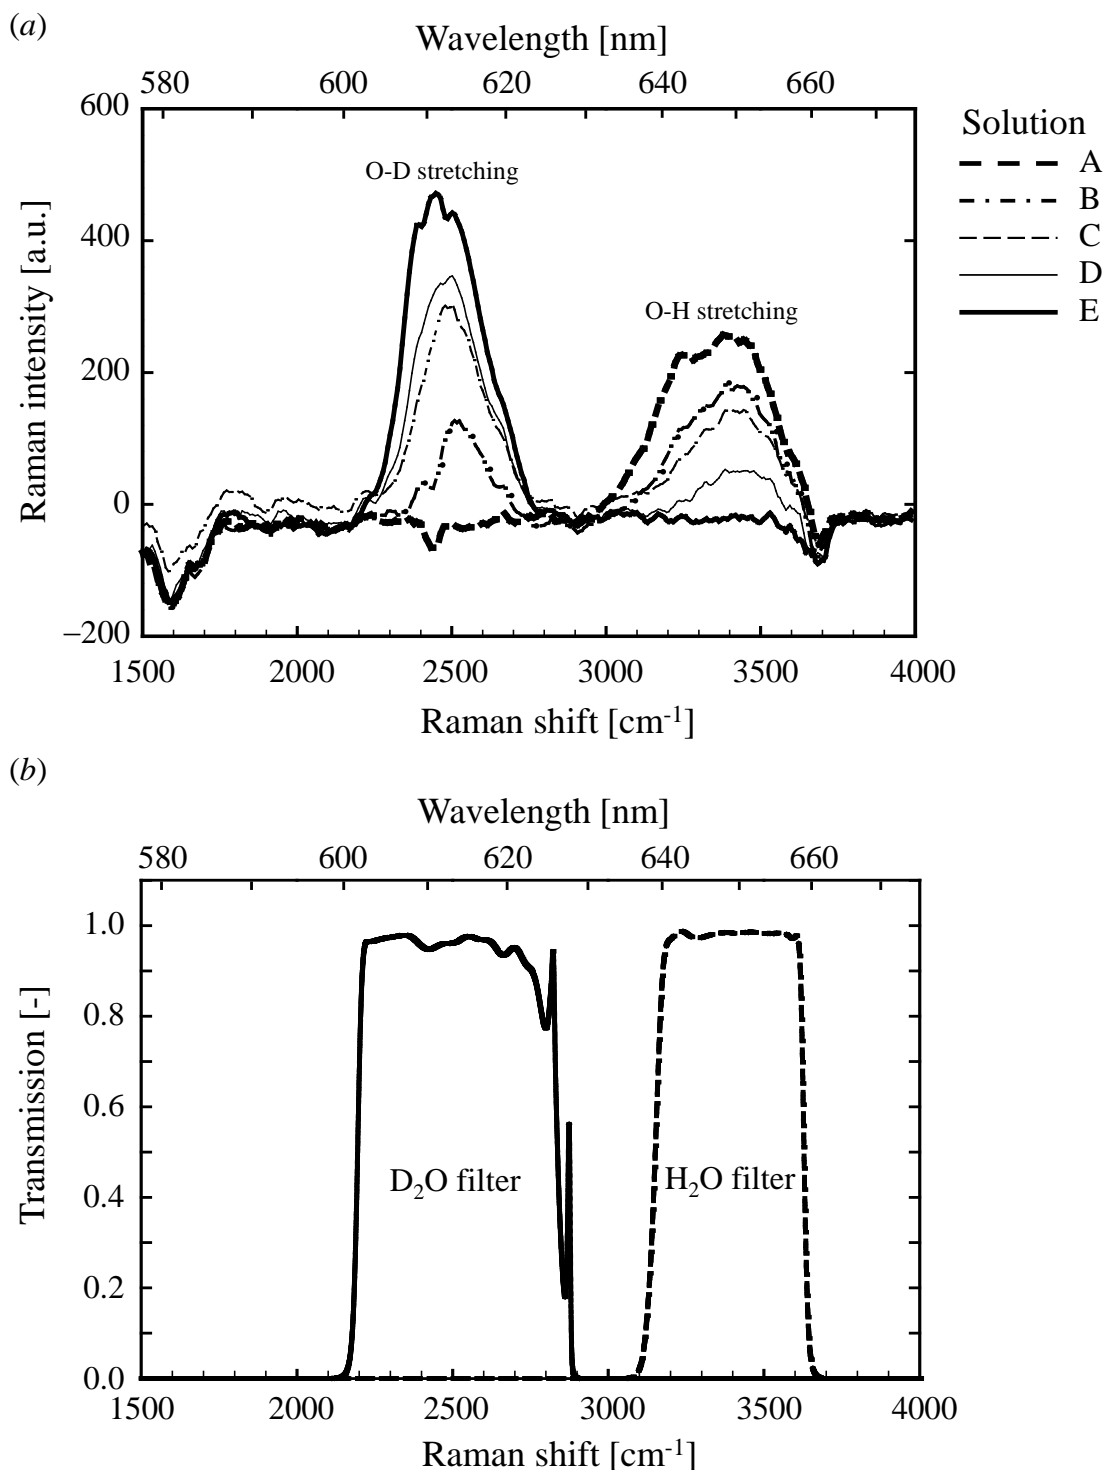 (a)
Wavelength [nm]
580 600 620 640 660
600
400
200
0
–200
Raman intensity [a.u.]
O-D stretching
O-H stretching
Solution
A
B
C
D
E
1500 2000 2500 3000 3500 4000
Raman shift [cm-1]
(b)
Wavelength [nm]
580 600 620 640 660
1.0
0.8
0.6
0.4
0.2
0.0
Transmission [-]
D2O filter
H2O filter
1500 2000 2500 3000 3500 4000
Raman shift [cm-1]